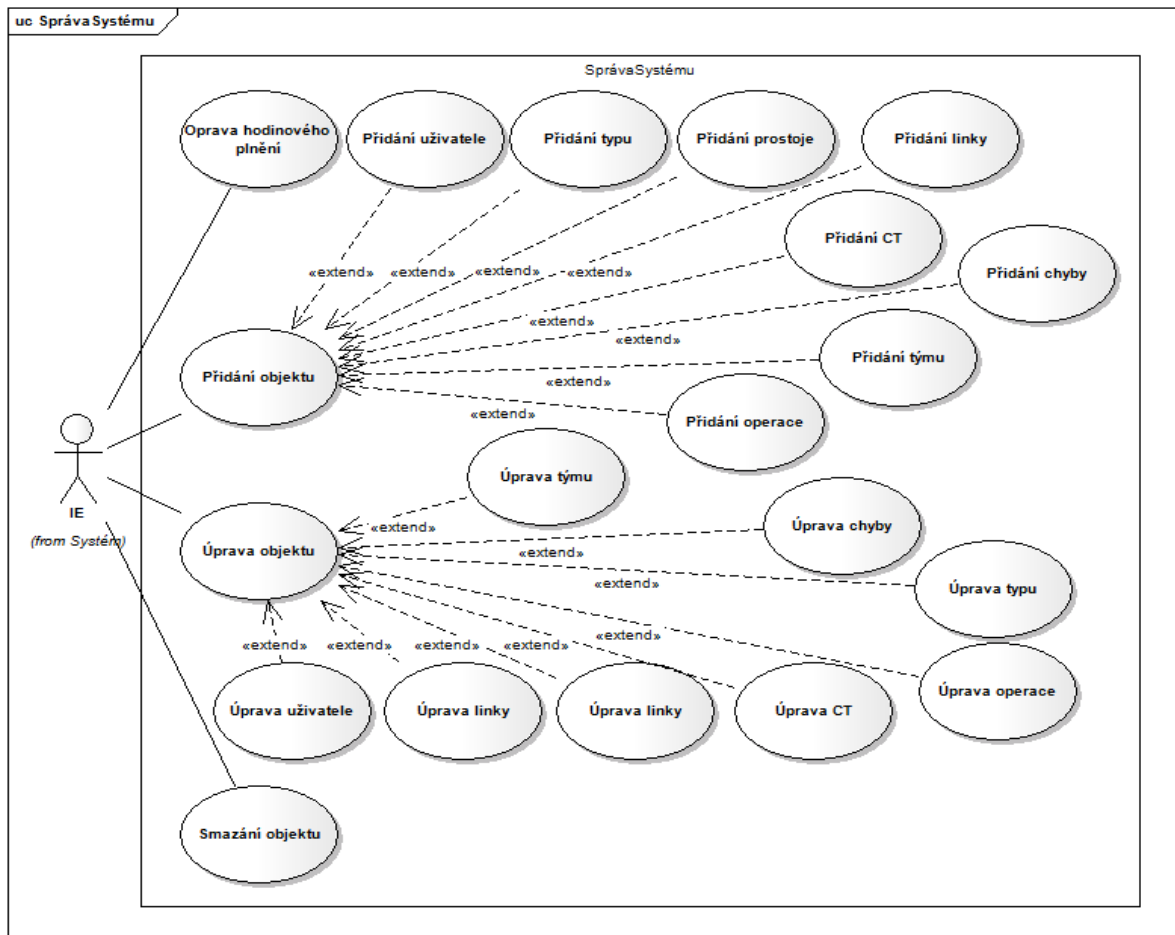 uc SprávaSystému
SprávaSystému
Oprava hodinového
plnění
Přidání uživatele
Přidání typu
Přidání prostoje
Přidání linky
Přidání CT
Přidání chyby
«extend»
«extend»
«extend»
«extend»
«extend»
Přidání týmu
Přidání objektu
«extend»
«extend»
Přidání operace
«extend»
Úprava týmu
IE
(from Systém)
Úprava objektu
«extend»
Úprava chyby
«extend»
«extend»
Úprava typu
«extend»
«extend»
«extend»
«extend»
«extend»
Úprava uživatele
Úprava linky
Úprava linky
Úprava CT
Úprava operace
Smazání objektu